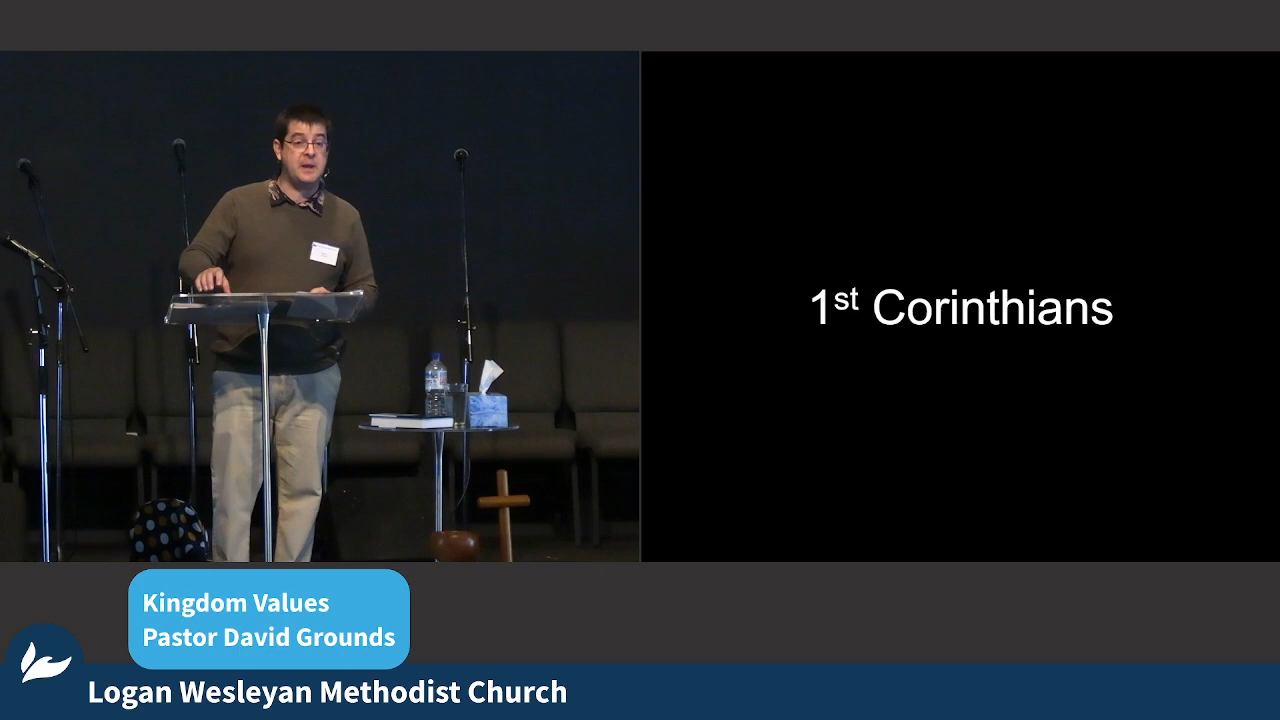 1st Corinthians
Kingdom Values
Pastor David Grounds
Logan Wesleyan Methodist Church